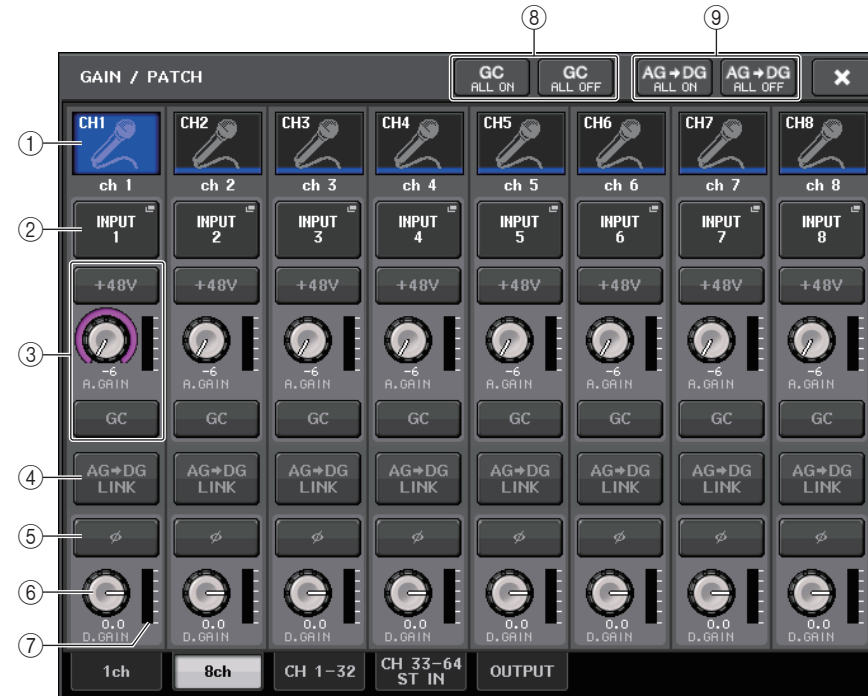 ⑧ ⑨
GAIN / PATCH
GC ALL ON
GC ALL OFF
AG→DG ALL ON
AG→DG ALL OFF
×
① CH1 CH2 CH3 CH4 CH5 CH6 CH7 CH8
ch 1 ch 2 ch 3 ch 4 ch 5 ch 6 ch 7 ch 8
② INPUT INPUT INPUT INPUT INPUT INPUT INPUT INPUT
1 2 3 4 5 6 7 8
+48V +48V +48V +48V +48V +48V +48V +48V
③
-6 -6 -6 -6 -6 -6 -6 -6
A.GAIN A.GAIN A.GAIN A.GAIN A.GAIN A.GAIN A.GAIN A.GAIN
GC GC GC GC GC GC GC GC
④ AG→DG AG→DG AG→DG AG→DG AG→DG AG→DG AG→DG AG→DG
LINK LINK LINK LINK LINK LINK LINK LINK
⑤ ø ø ø ø ø ø ø ø
⑥
0.0 0.0 0.0 0.0 0.0 0.0 0.0 0.0
⑦ D.GAIN D.GAIN D.GAIN D.GAIN D.GAIN D.GAIN D.GAIN D.GAIN
1ch 8ch CH 1-32 CH 33-64 ST IN OUTPUT